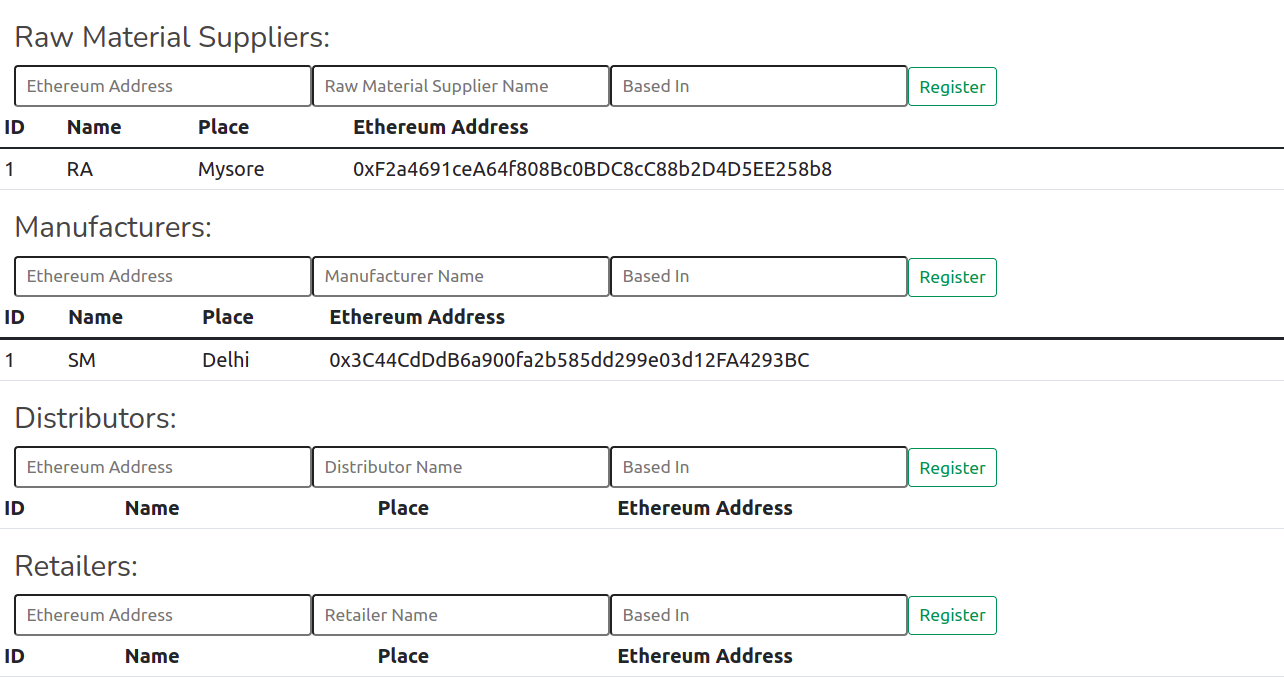 Raw Material Suppliers:
Ethereum Address Raw Material Supplier Name Based In Register
ID Name Place Ethereum Address
1 RA Mysore 0xF2a4691ceA64f808Bc0BDC8cC88b2D4D5EE258b8
Manufacturers:
Ethereum Address Manufacturer Name Based In Register
ID Name Place Ethereum Address
1 SM Delhi 0x3C44CdDdB6a900fa2b585dd299e03d12FA4293BC
Distributors:
Ethereum Address Distributor Name Based In Register
ID Name Place Ethereum Address
Retailers:
Ethereum Address Retailer Name Based In Register
ID Name Place Ethereum Address